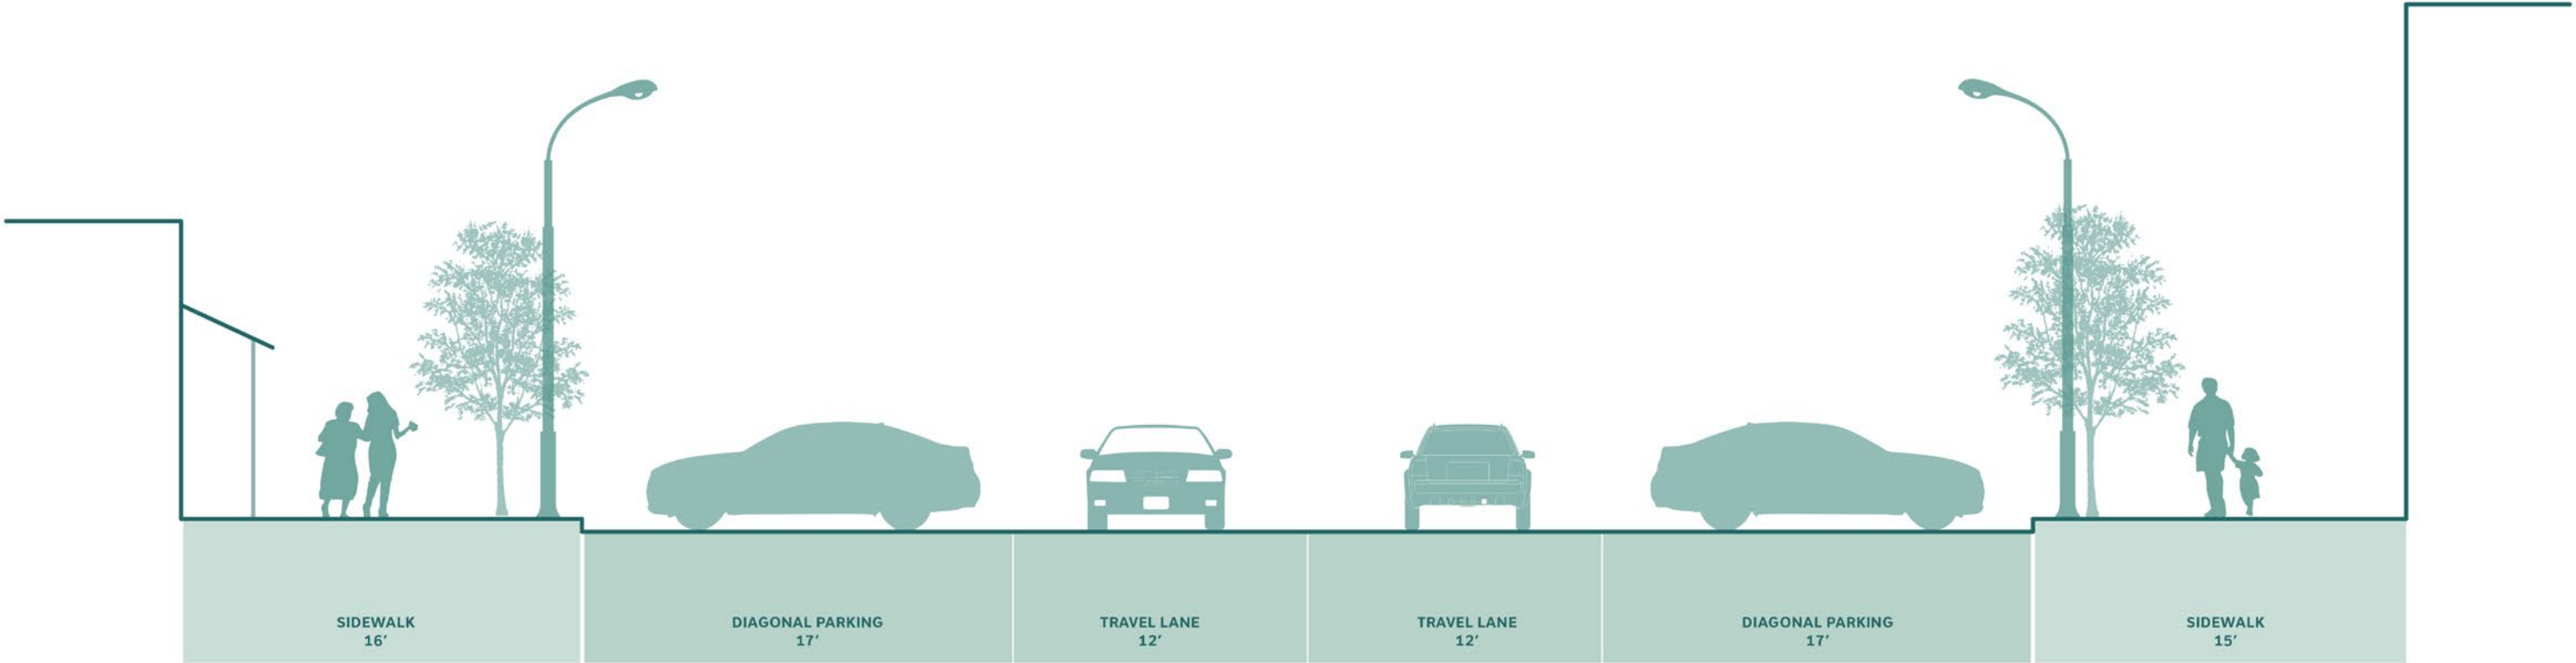 SIDEWALK
16′
DIAGONAL PARKING
17′
TRAVEL LANE
12′
TRAVEL LANE
12′
DIAGONAL PARKING
17′
SIDEWALK
15′